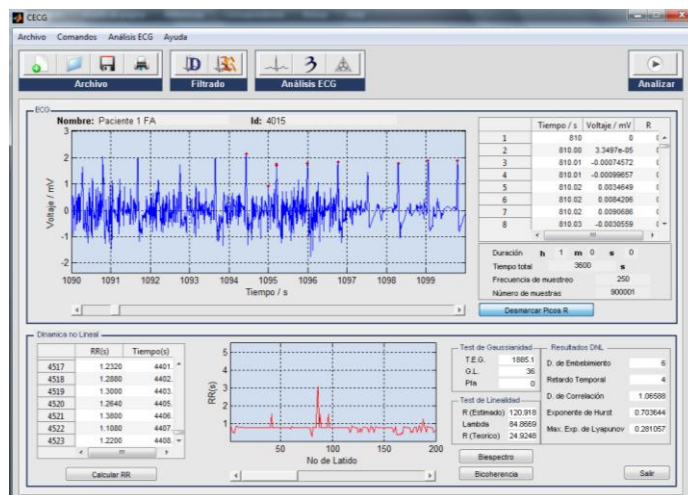 CECG
Archivo Comandos Análisis ECG Ayuda
Archivo Filtrado Análisis ECG Analizar
ECG
Nombre: Paciente 1 FA Id: 4015
Voltaje / mV
3
2
1
0
-1
-2
1090 1091 1092 1093 1094 1095 1096 1097 1098 1099
Tiempo / s
Tiempo / s Voltaje / mV R
1 810 0
2 810.00 3.3497e-05
3 810.01 -0.00074572
4 810.01 -0.00099657
5 810.02 0.0034649
6 810.02 0.0084206
7 810.02 0.0090686
8 810.03 -0.0030559
Duración h 1 m 0 s 0
Tiempo total 3600 s
Frecuencia de muestreo 250
Número de muestras 900001
Desmarcar Picos R
Dinamica no Lineal
RR(s) Tiempo(s)
4517 1.2320 4401.
4518 1.2880 4402.
4519 1.3000 4403.
4520 1.2640 4405.
4521 1.3800 4406.
4522 1.1080 4407.
4523 1.2200 4408.
Calcular RR
RR(s)
5
4
3
2
1
50 100 150 200
No de Latido
Test de Gaussianidad
T.E.G. 1885.1
G.L. 36
Pfa 0
Test de Linealidad
R (Estimado) 120.918
Lambda 84.8669
R (Teorico) 24.9248
Biespectro
Bicoherencia
Resultados DNL
D. de Embebimiento 6
Retardo Temporal 4
D. de Correlación 1.06588
Exponente de Hurst 0.703644
Max. Exp. de Lyapunov 0.281057
Salir